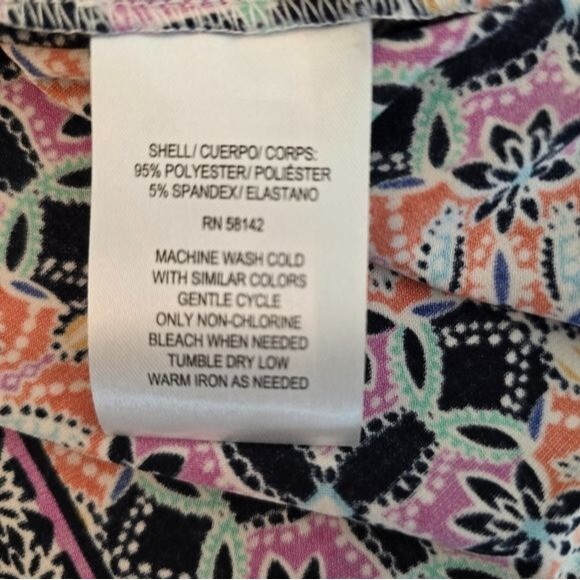 SHELL/ CUERPO/ CORPS:
95% POLYESTER/ POLIÉSTER
5% SPANDEX/ ELASTANO
RN 58142
MACHINE WASH COLD
WITH SIMILAR COLORS
GENTLE CYCLE
ONLY NON-CHLORINE
BLEACH WHEN NEEDED
TUMBLE DRY LOW
WARM IRON AS NEEDED